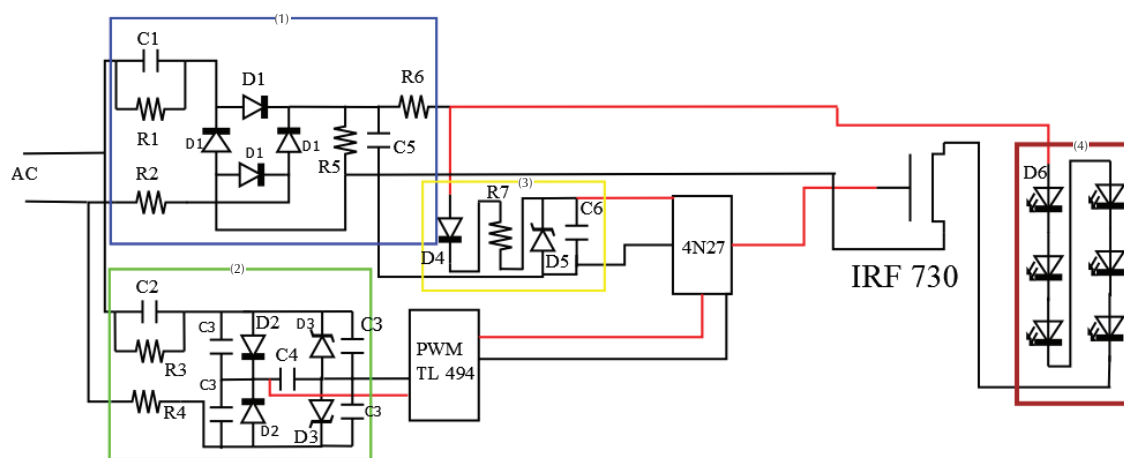 (1)
C1
D1
R6
R1
D1
D1
D1
R5
C5
AC
R2
(3)
R7
C6
D4
D5
4N27
IRF 730
(4)
D6
(2)
C2
C3
D2
D3
C3
R3
C4
C3
R4
D2
D3
C3
PWM
TL 494